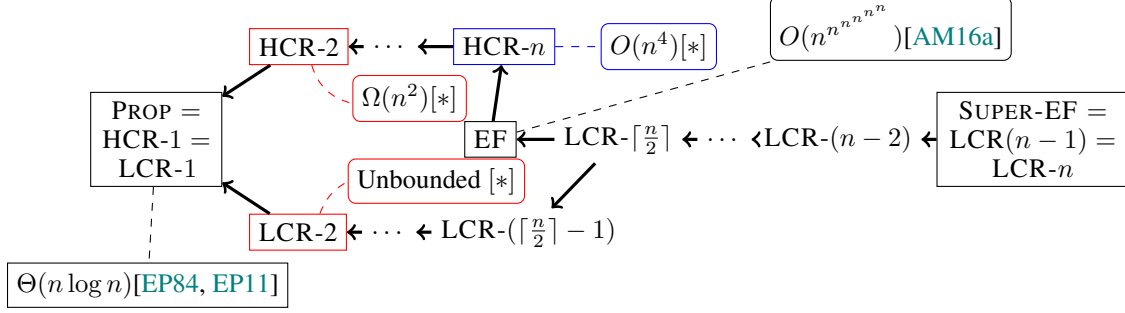 HCR-2
⋯
HCR-n
O(n^4)[∗]
O(n^{n^{n^{n^{n^n}}}})[AM16a]
Ω(n^2)[∗]
PROP =
HCR-1 =
LCR-1
EF
LCR-⌈n/2⌉
⋯
LCR-(n − 2)
SUPER-EF =
LCR(n − 1) =
LCR-n
Unbounded [∗]
LCR-2
⋯
LCR-(⌈n/2⌉ − 1)
Θ(n log n)[EP84, EP11]